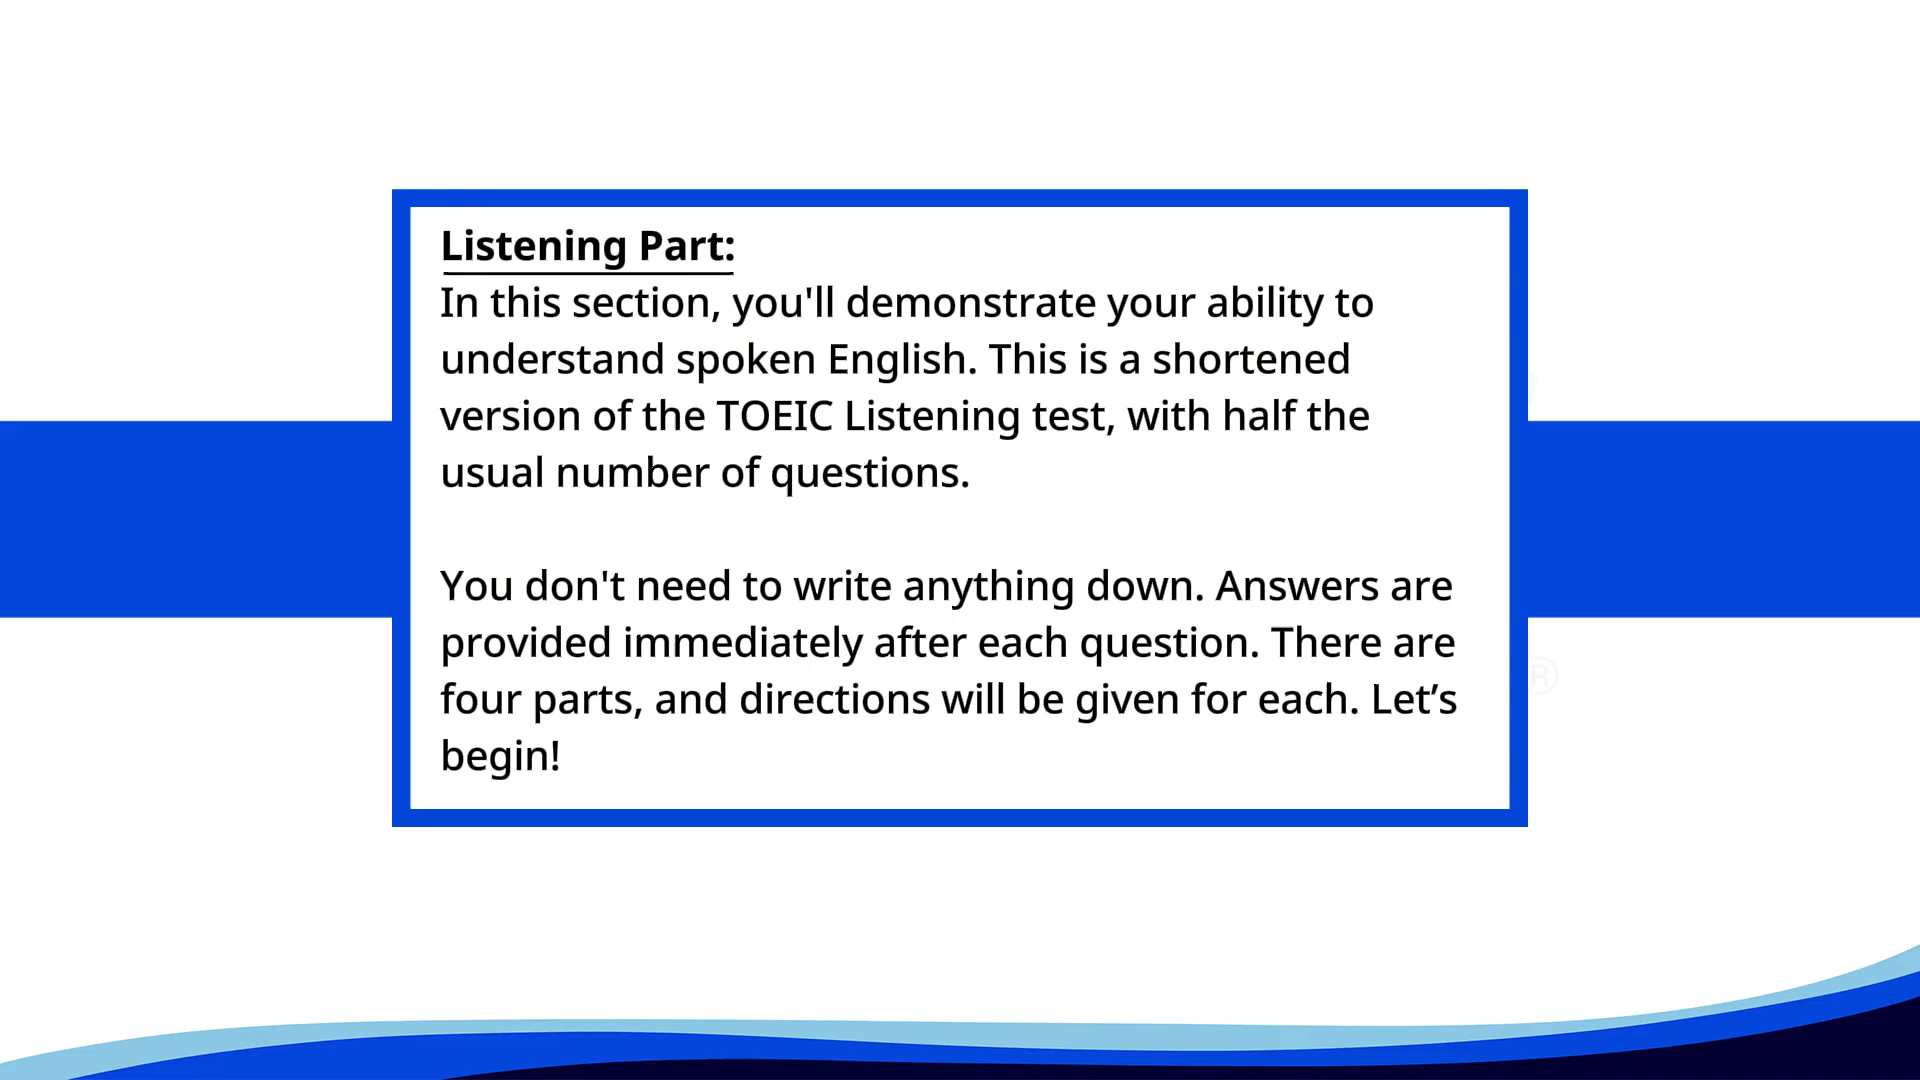 Listening Part:
In this section, you'll demonstrate your ability to
understand spoken English. This is a shortened
version of the TOEIC Listening test, with half the
usual number of questions.
You don't need to write anything down. Answers are
provided immediately after each question. There are
four parts, and directions will be given for each. Let’s
begin!
®